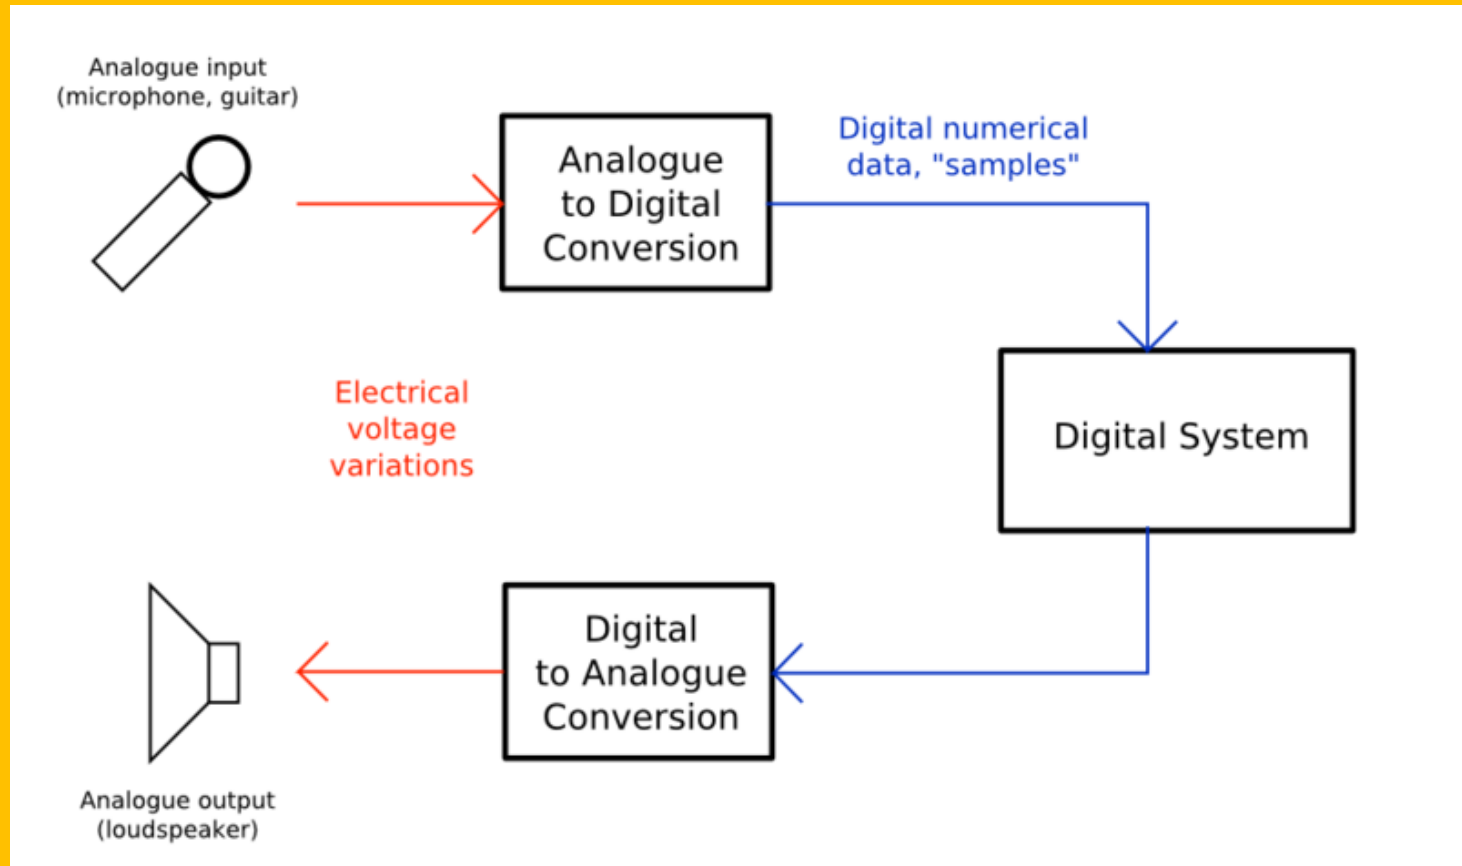 Analogue input
(microphone, guitar)
Analogue
to Digital
Conversion
Digital numerical
data, "samples"
Electrical
voltage
variations
Digital System
Digital
to Analogue
Conversion
Analogue output
(loudspeaker)